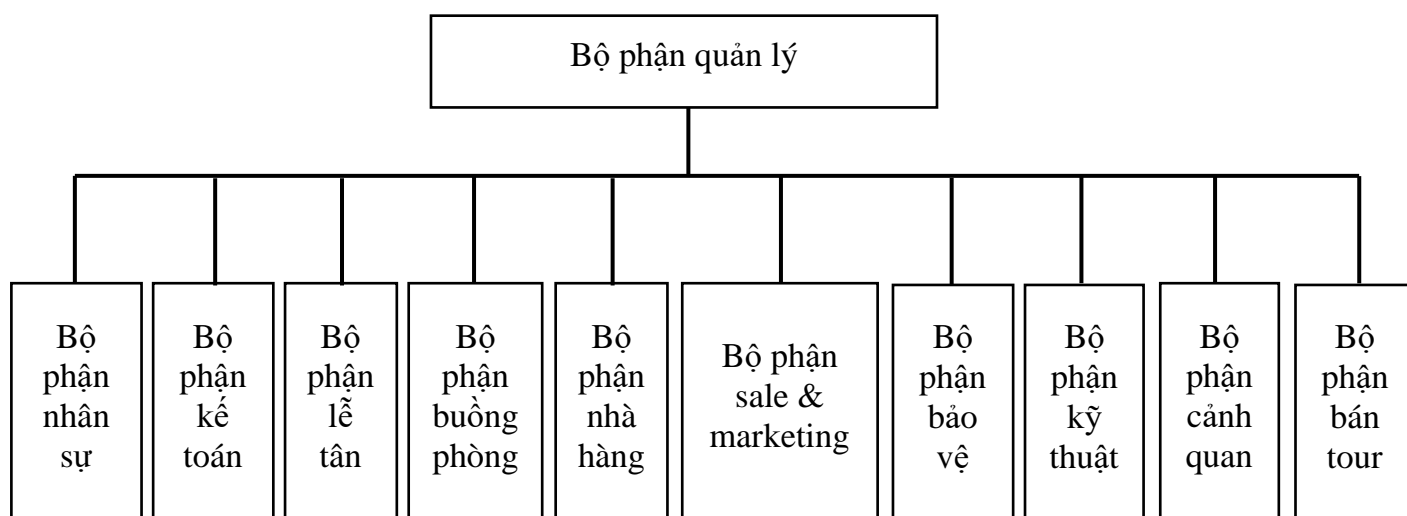 Bộ phận quản lý
Bộ
phận
nhân
sự
Bộ
phận
kế
toán
Bộ
phận
lễ
tân
Bộ
phận
buồng
phòng
Bộ
phận
nhà
hàng
Bộ phận
sale &
marketing
Bộ
phận
bảo
vệ
Bộ
phận
kỹ
thuật
Bộ
phận
cảnh
quan
Bộ
phận
bán
tour